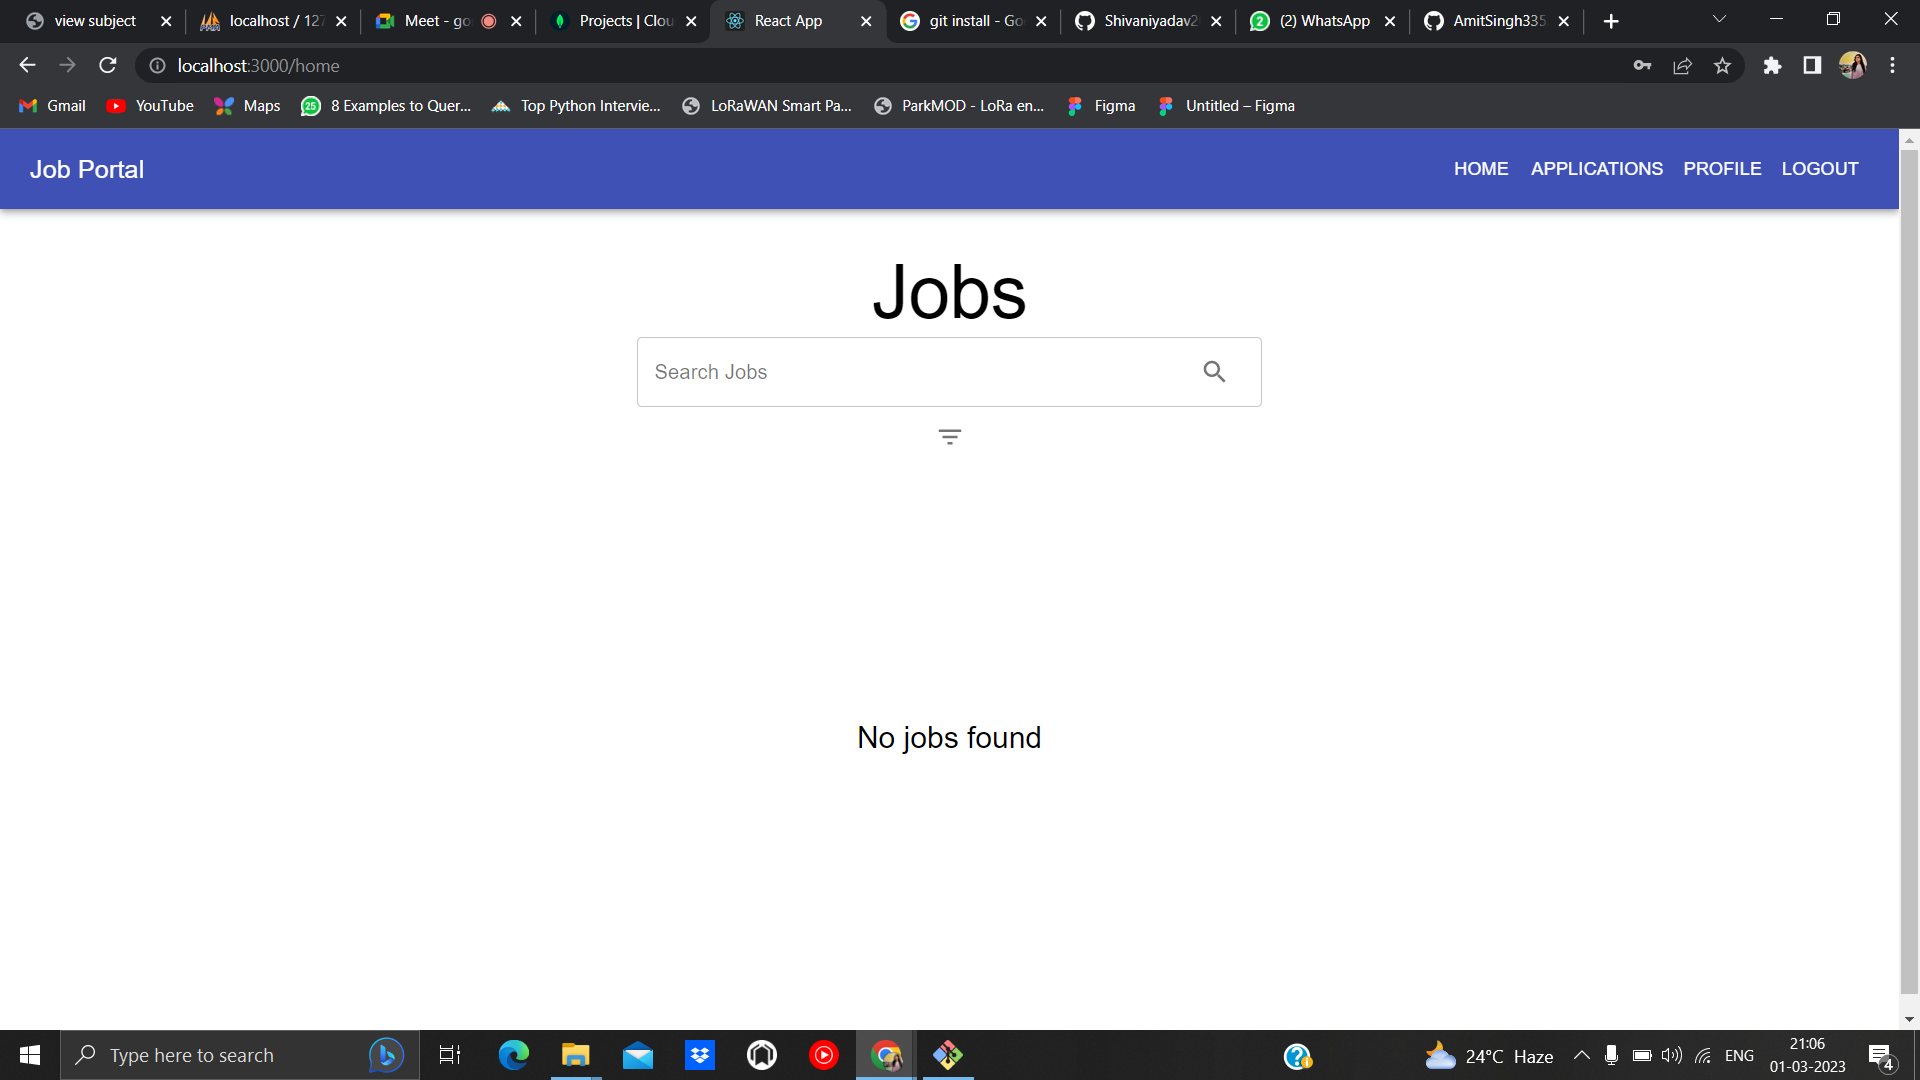 view subject
localhost / 127
Meet - go
Projects | Clou
React App
git install - Go
Shivaniyadav2
(2) WhatsApp
AmitSingh335
localhost:3000/home
Gmail
YouTube
Maps
25
8 Examples to Quer...
Top Python Intervie...
LoRaWAN Smart Pa...
ParkMOD - LoRa en...
Figma
Untitled – Figma
Job Portal
HOME
APPLICATIONS
PROFILE
LOGOUT
Jobs
Search Jobs
No jobs found
Type here to search
24°C Haze
ENG
21:06
01-03-2023
4